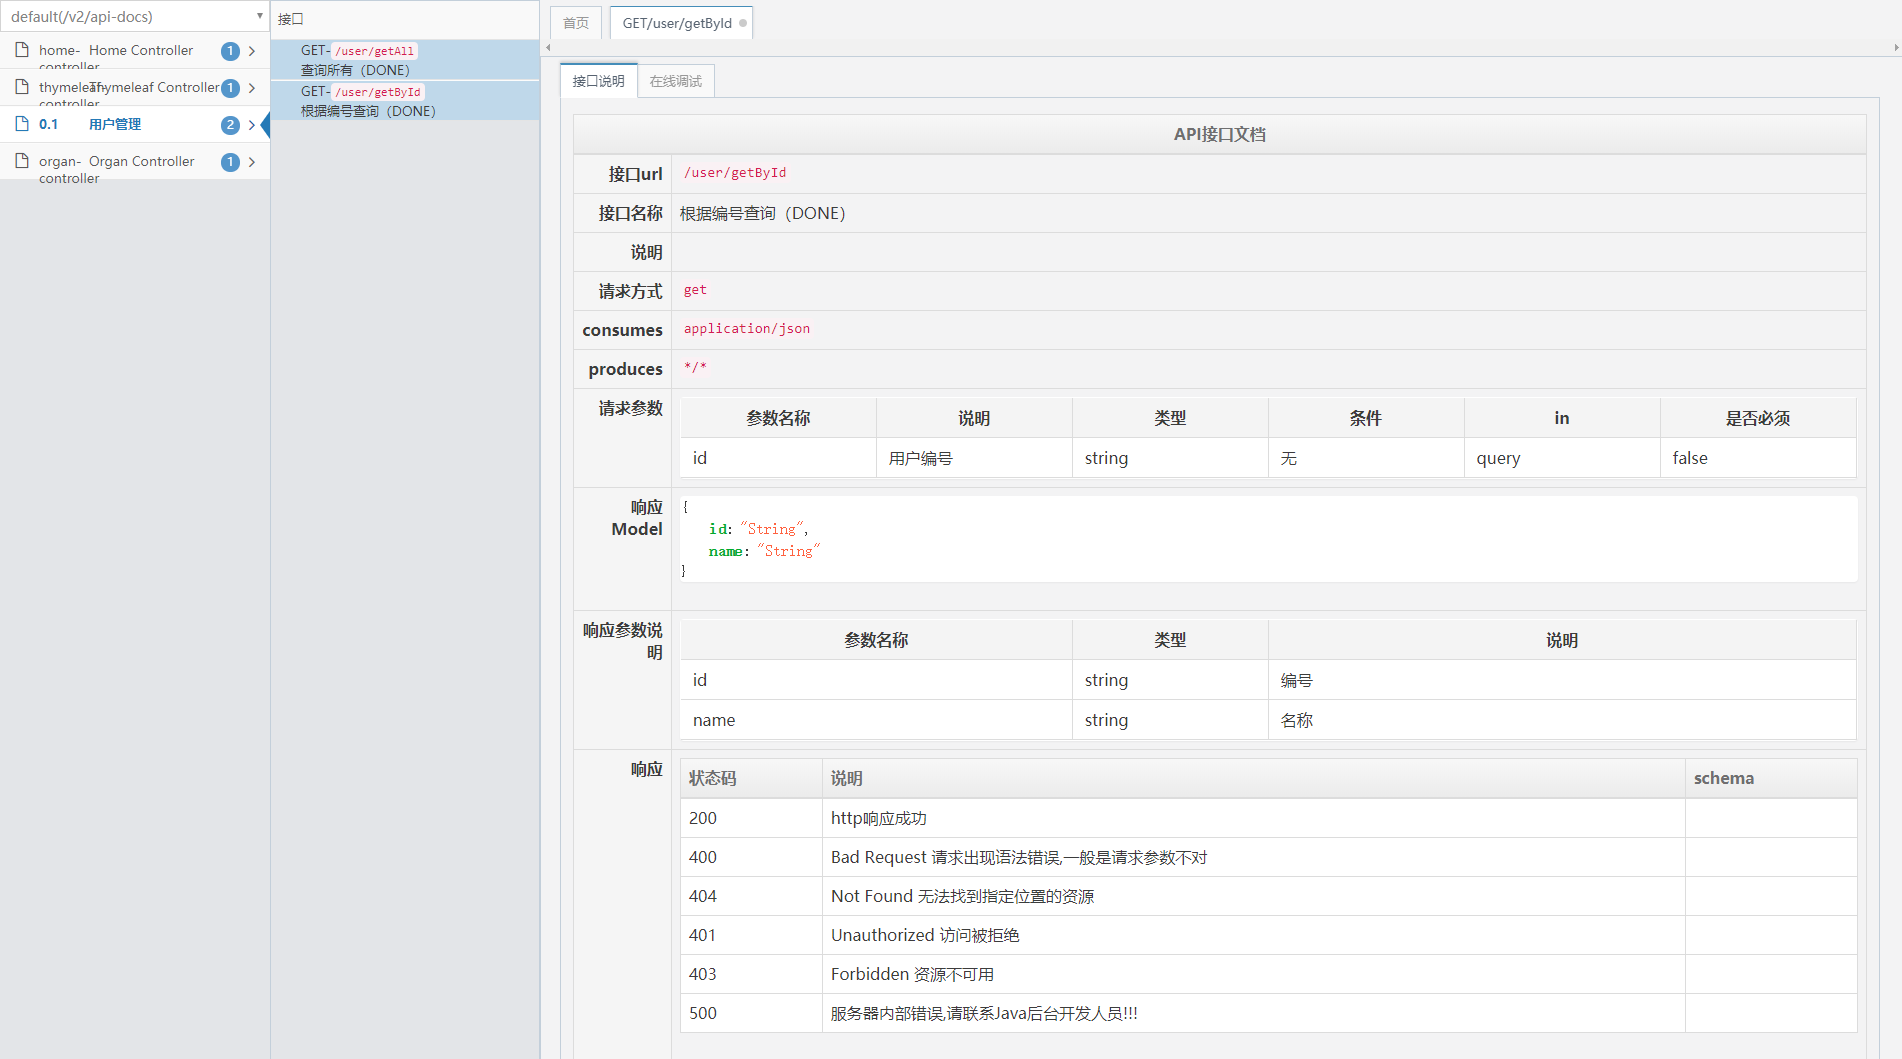 default(/v2/api-docs)
home-controller Home Controller 1
thymeleaf-controller Thymeleaf Controller 1
0.1 用户管理 2
organ-controller Organ Controller 1
接口
GET-/user/getAll
查询所有（DONE）
GET-/user/getById
根据编号查询（DONE）
首页 GET/user/getById
接口说明 在线调试
API接口文档
接口url /user/getById
接口名称 根据编号查询（DONE）
说明
请求方式 get
consumes application/json
produces */*
请求参数 参数名称 说明 类型 条件 in 是否必须
id 用户编号 string 无 query false
响应Model
{
id: "String",
name: "String"
}
响应参数说明 参数名称 类型 说明
id string 编号
name string 名称
响应 状态码 说明 schema
200 http响应成功
400 Bad Request 请求出现语法错误,一般是请求参数不对
404 Not Found 无法找到指定位置的资源
401 Unauthorized 访问被拒绝
403 Forbidden 资源不可用
500 服务器内部错误,请联系Java后台开发人员!!!